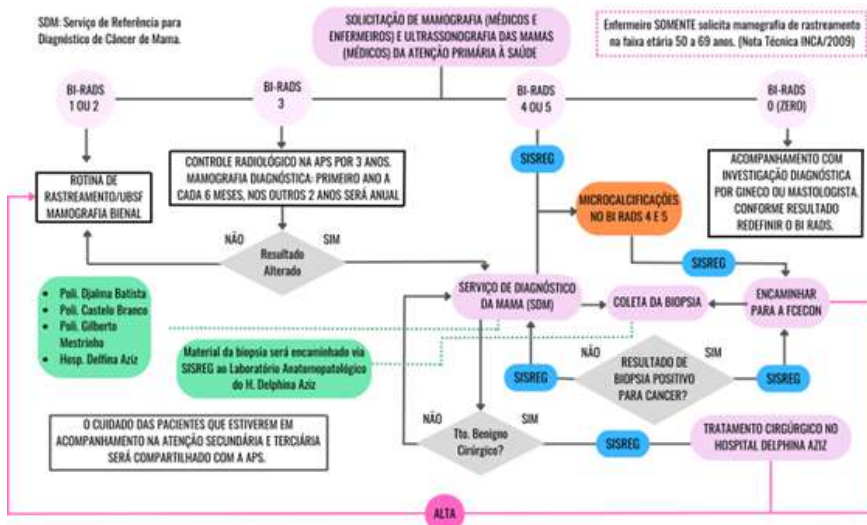 SDM: Serviço de Referência para
Diagnóstico de Câncer de Mama.
SOLICITAÇÃO DE MAMOGRAFIA (MÉDICOS E
ENFERMEIROS) E ULTRASSONOGRAFIA DAS MAMAS
(MÉDICOS) DA ATENÇÃO PRIMÁRIA À SAÚDE
Enfermeiro SOMENTE solicita mamografia de rastreamento
na faixa etária 50 a 69 anos. (Nota Técnica INCA/2009)
BI-RADS
1 OU 2
BI-RADS
3
BI-RADS
4 OU 5
BI-RADS
0 (ZERO)
SISREG
ROTINA DE
RASTREAMENTO/UBSF
MAMOGRAFIA BIENAL
CONTROLE RADIOLÓGICO NA APS POR 3 ANOS.
MAMOGRAFIA DIAGNÓSTICA: PRIMEIRO ANO A
CADA 6 MESES, NOS OUTROS 2 ANOS SERÁ ANUAL
ACOMPANHAMENTO COM
INVESTIGAÇÃO DIAGNÓSTICA
POR GINECO OU MASTOLOGISTA.
CONFORME RESULTADO
REDEFINIR O BI RADS.
MICROCALCIFICAÇÕES
NO BI RADS 4 E 5
NÃO
SIM
Resultado
Alterado
SISREG
SERVIÇO DE DIAGNÓSTICO
DA MAMA (SDM)
COLETA DA BIOPSIA
ENCAMINHAR
PARA A FCECON
Poli. Djalma Batista
Poli. Castelo Branco
Poli. Gilberto
Mestrinho
Hosp. Delfina Aziz
Material da biopsia será encaminhado via
SISREG ao Laboratório Anatomopatológico
do H. Delphina Aziz
NÃO
SIM
RESULTADO DE
BIOPSIA POSITIVO
PARA CANCER?
SISREG
SISREG
O CUIDADO DAS PACIENTES QUE ESTIVEREM EM
ACOMPANHAMENTO NA ATENÇÃO SECUNDÁRIA E TERCIÁRIA
SERÁ COMPARTILHADO COM A APS.
NÃO
SIM
Tto. Benigno
Cirúrgico?
SISREG
TRATAMENTO CIRGÚRGICO NO
HOSPITAL DELPHINA AZIZ
ALTA